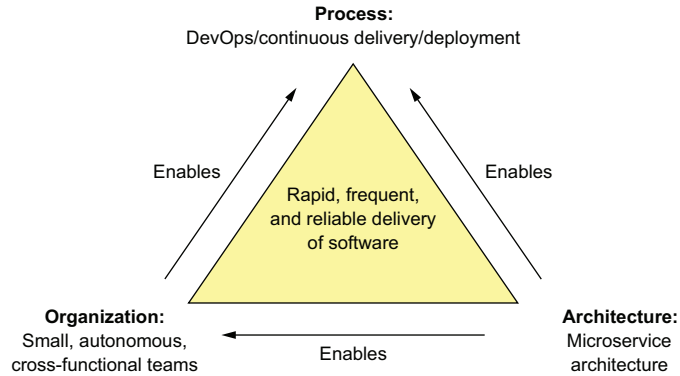 Process:
DevOps/continuous delivery/deployment
Enables
Enables
Rapid, frequent,
and reliable delivery
of software
Organization:
Small, autonomous,
cross-functional teams
Enables
Architecture:
Microservice
architecture